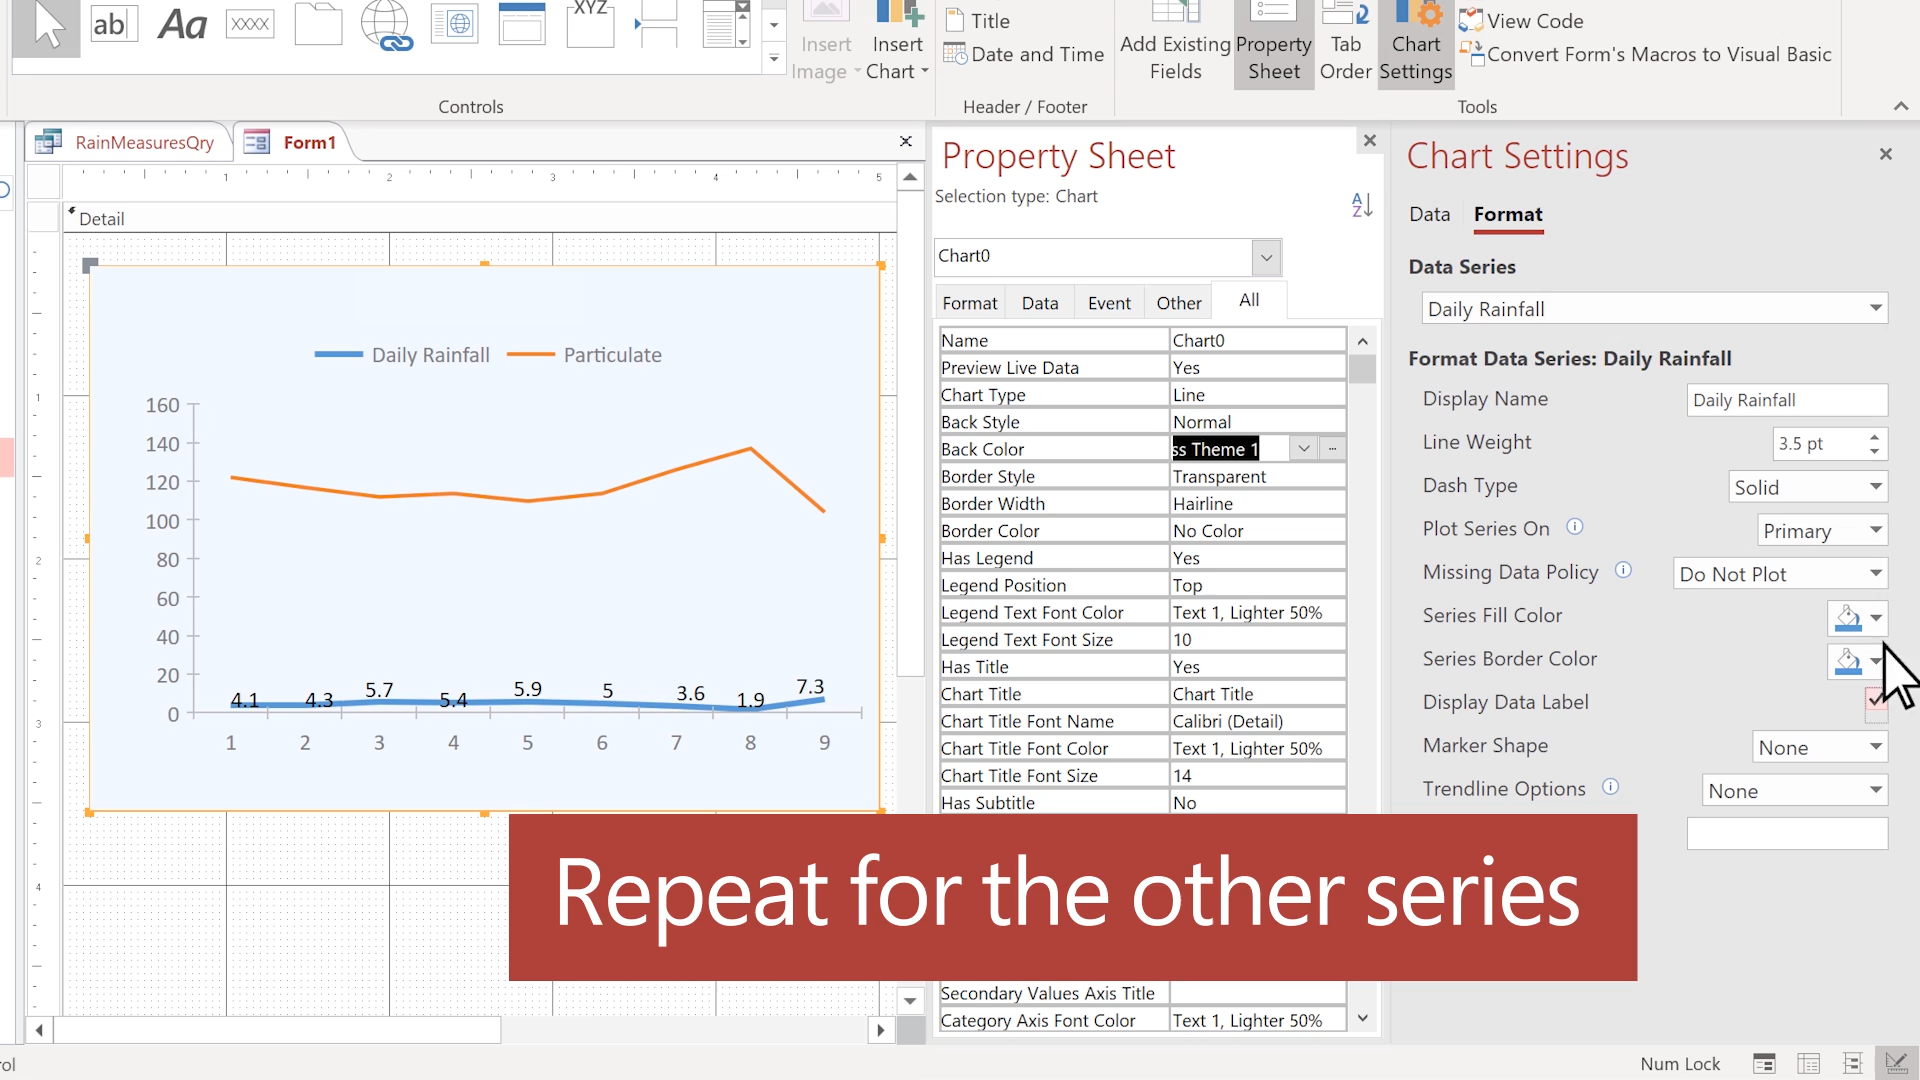 ab|
Aa
XXXX
XYZ
Insert
Image
Insert
Chart
Title
Date and Time
Add Existing
Fields
Property
Sheet
Tab
Order
Chart
Settings
View Code
Convert Form's Macros to Visual Basic
Controls
Header / Footer
Tools
RainMeasuresQry
Form1
1 2 3 4 5
Detail
1
2
3
4
Daily Rainfall
Particulate
160
140
120
100
80
60
40
20
0
4.1 4.3 5.7 5.4 5.9 5 3.6 1.9 7.3
1 2 3 4 5 6 7 8 9
Property Sheet
Selection type: Chart
A
Z
Chart0
Format Data Event Other All
Name Chart0
Preview Live Data Yes
Chart Type Line
Back Style Normal
Back Color ss Theme 1
Border Style Transparent
Border Width Hairline
Border Color No Color
Has Legend Yes
Legend Position Top
Legend Text Font Color Text 1, Lighter 50%
Legend Text Font Size 10
Has Title Yes
Chart Title Chart Title
Chart Title Font Name Calibri (Detail)
Chart Title Font Color Text 1, Lighter 50%
Chart Title Font Size 14
Has Subtitle No
Secondary Values Axis Title
Category Axis Font Color Text 1, Lighter 50%
Chart Settings
Data Format
Data Series
Daily Rainfall
Format Data Series: Daily Rainfall
Display Name Daily Rainfall
Line Weight 3.5 pt
Dash Type Solid
Plot Series On Primary
Missing Data Policy Do Not Plot
Series Fill Color
Series Border Color
Display Data Label
Marker Shape None
Trendline Options None
Repeat for the other series
rol
Num Lock